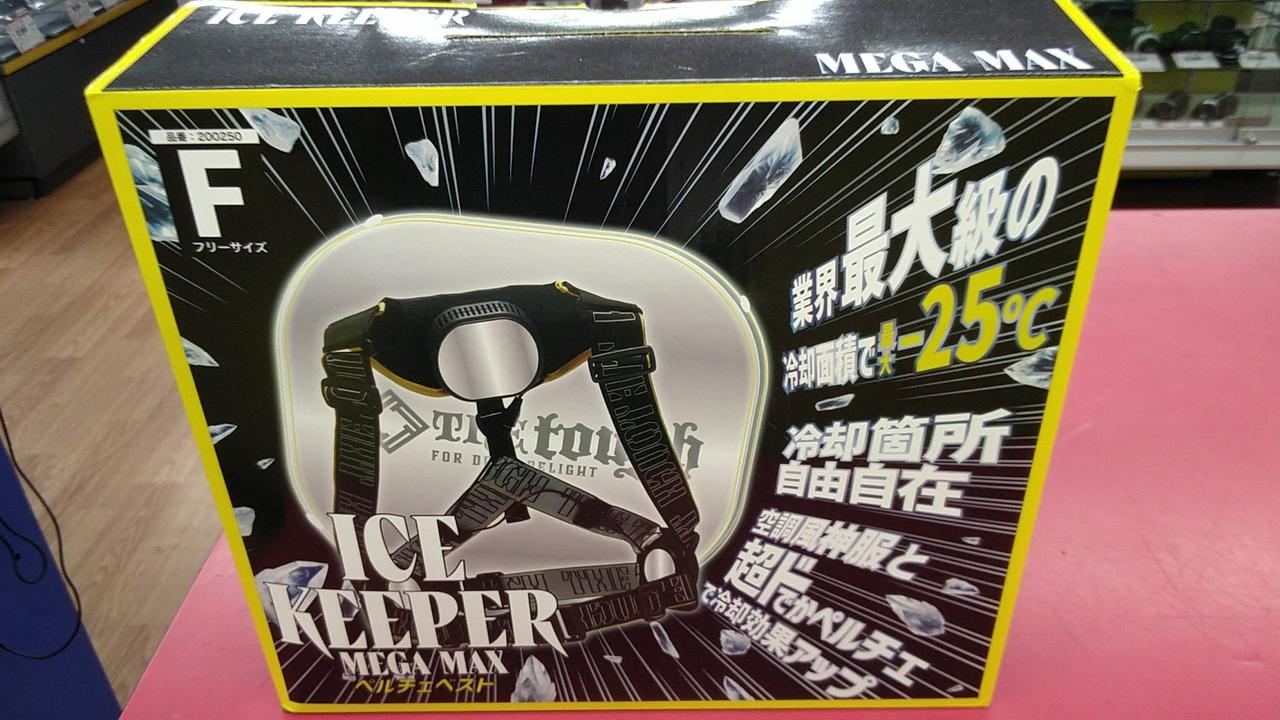 ICE KEEPER
MEGA MAX
品番：200250
F
フリーサイズ
業界最大級の
冷却面積で最大-25℃
冷却箇所
自由自在
空調風神服と
超ドでかペルチェ
で冷却効果アップ
THE tough
ICE
KEEPER
MEGA MAX
ペルチェベスト